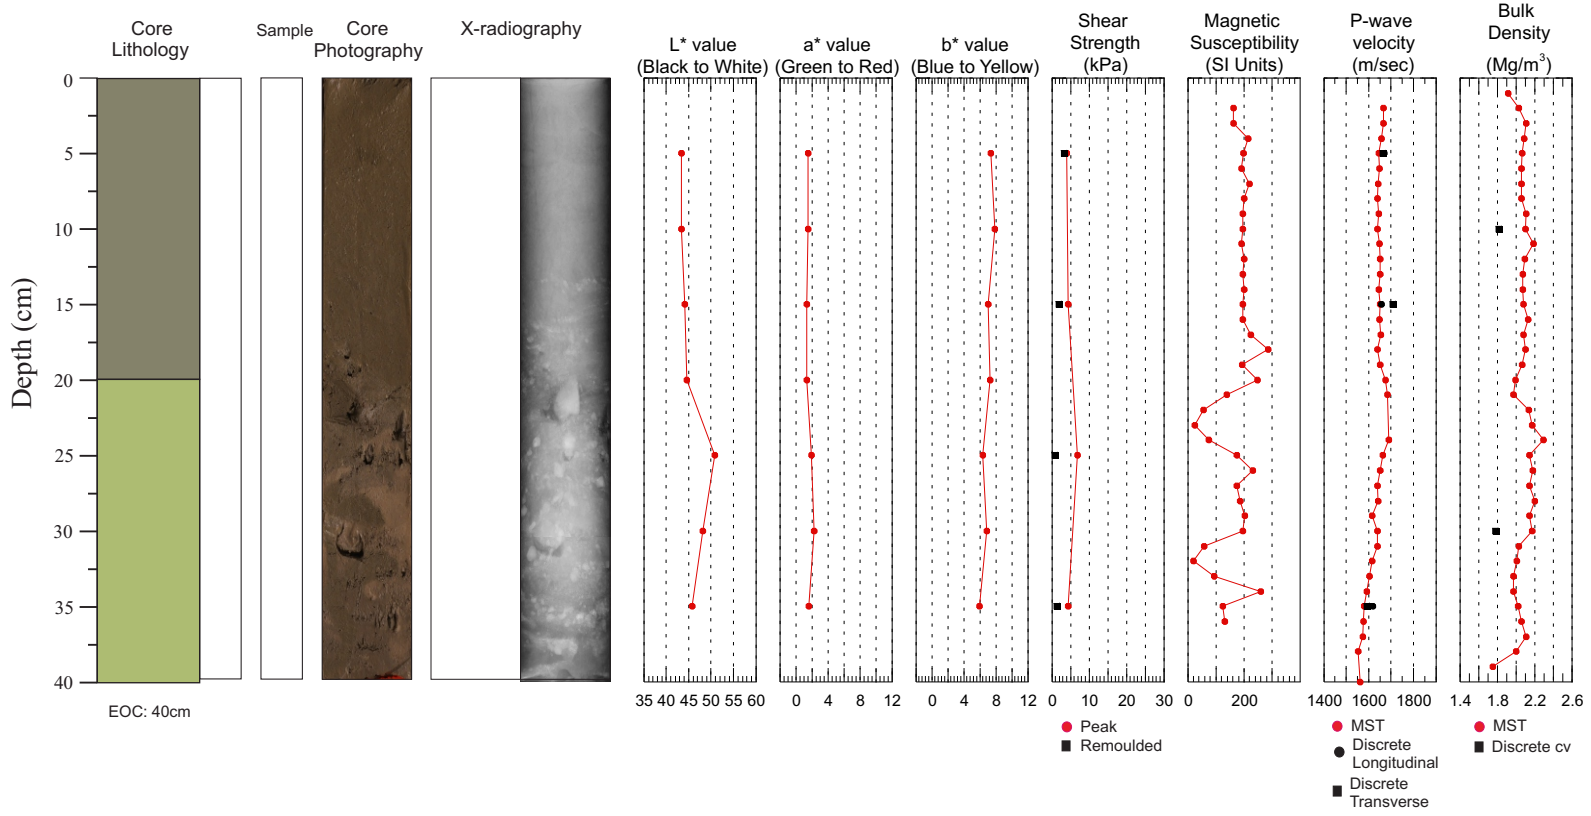 Core
Lithology
Sample
Core
Photography
X-radiography
L* value
(Black to White)
a* value
(Green to Red)
b* value
(Blue to Yellow)
Shear
Strength
(kPa)
Magnetic
Susceptibility
(SI Units)
P-wave
velocity
(m/sec)
Bulk
Density
(Mg/m³)
Depth (cm)
0
5
10
15
20
25
30
35
40
EOC: 40cm
35 40 45 50 55 60
0 4 8 12
0 4 8 12
0 10 20 30
0 200
1400 1600 1800
1.4 1.8 2.2 2.6
Peak
Remoulded
MST
Discrete
Longitudinal
Discrete
Transverse
MST
Discrete cv